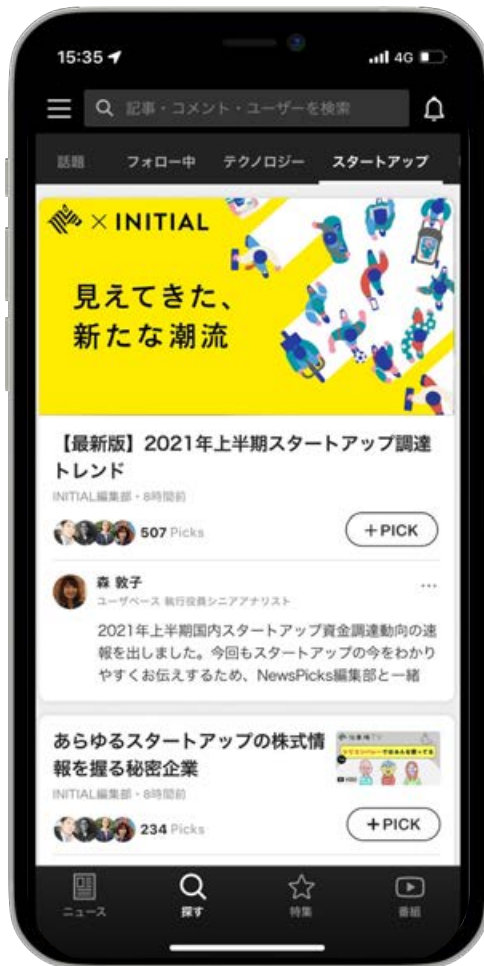 15:35
4G
記事・コメント・ユーザーを検索
話題 フォロー中 テクノロジー スタートアップ
× INITIAL
見えてきた、
新たな潮流
【最新版】2021年上半期スタートアップ調達
トレンド
INITIAL編集部・8時間前
507 Picks
+PICK
森 敦子
ユーザベース 執行役員シニアアナリスト
2021年上半期国内スタートアップ資金調達動向の速
報を出しました。今回もスタートアップの今をわかり
やすくお伝えするため、NewsPicks編集部と一緒
あらゆるスタートアップの株式情
報を握る秘密企業
INITIAL編集部・8時間前
234 Picks
+PICK
ニュース 探す 特集 番組